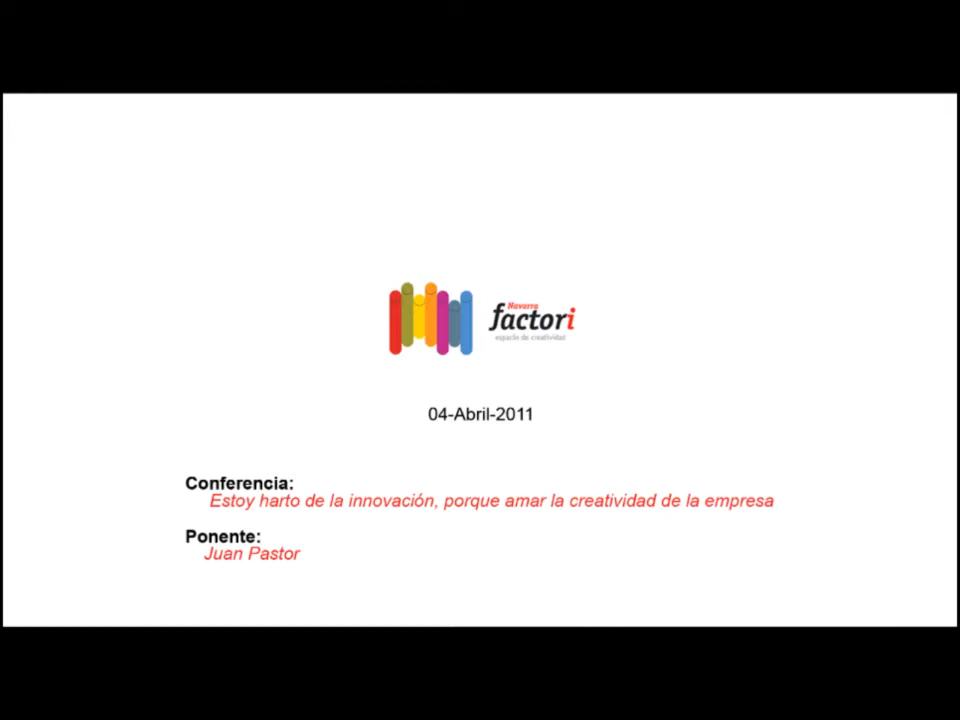 Navarra
factori
espacio de creatividad
04-Abril-2011
Conferencia:
Estoy harto de la innovación, porque amar la creatividad de la empresa
Ponente:
Juan Pastor